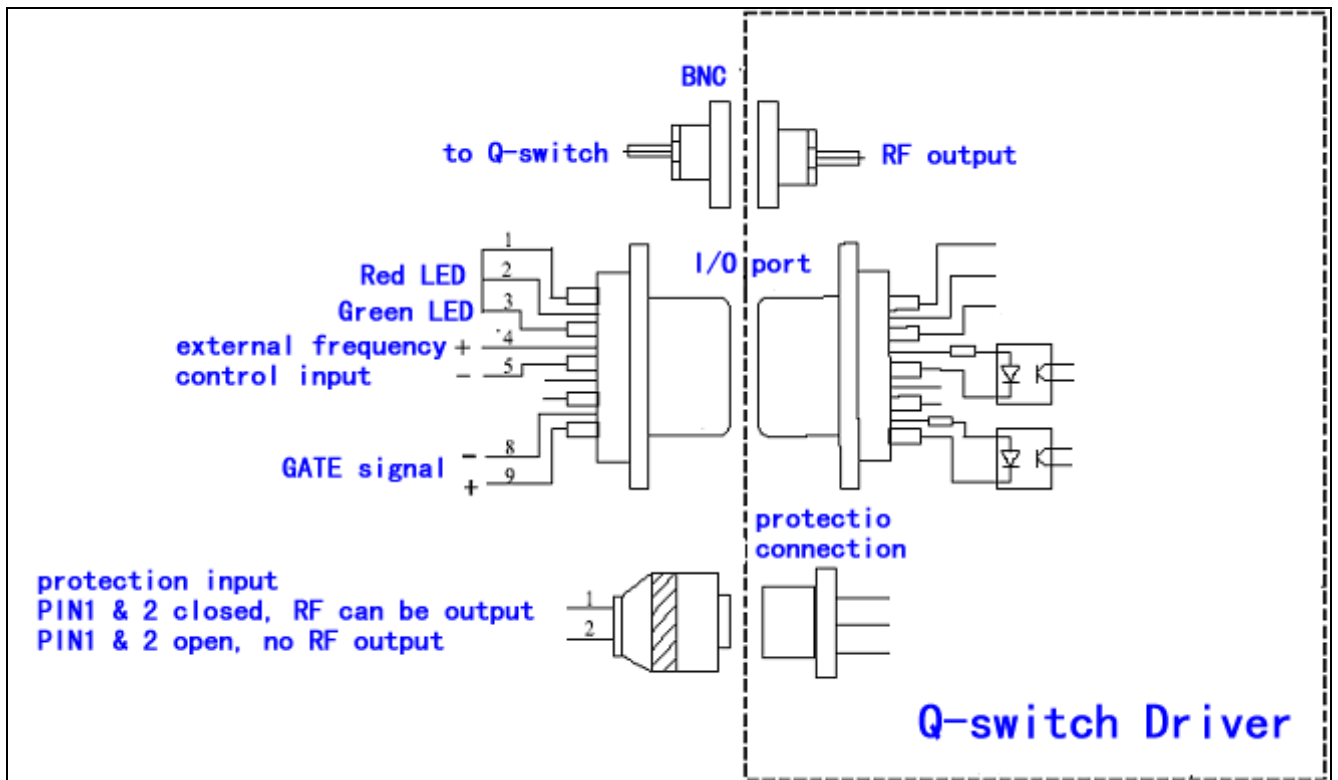 BNC
to Q-switch
RF output
1
I/O port
Red LED 2
Green LED 3
external frequency + 4
control input - 5
- 8
GATE signal
+ 9
protectio
connection
protection input
PIN1 & 2 closed, RF can be output 1
PIN1 & 2 open, no RF output 2
Q-switch Driver